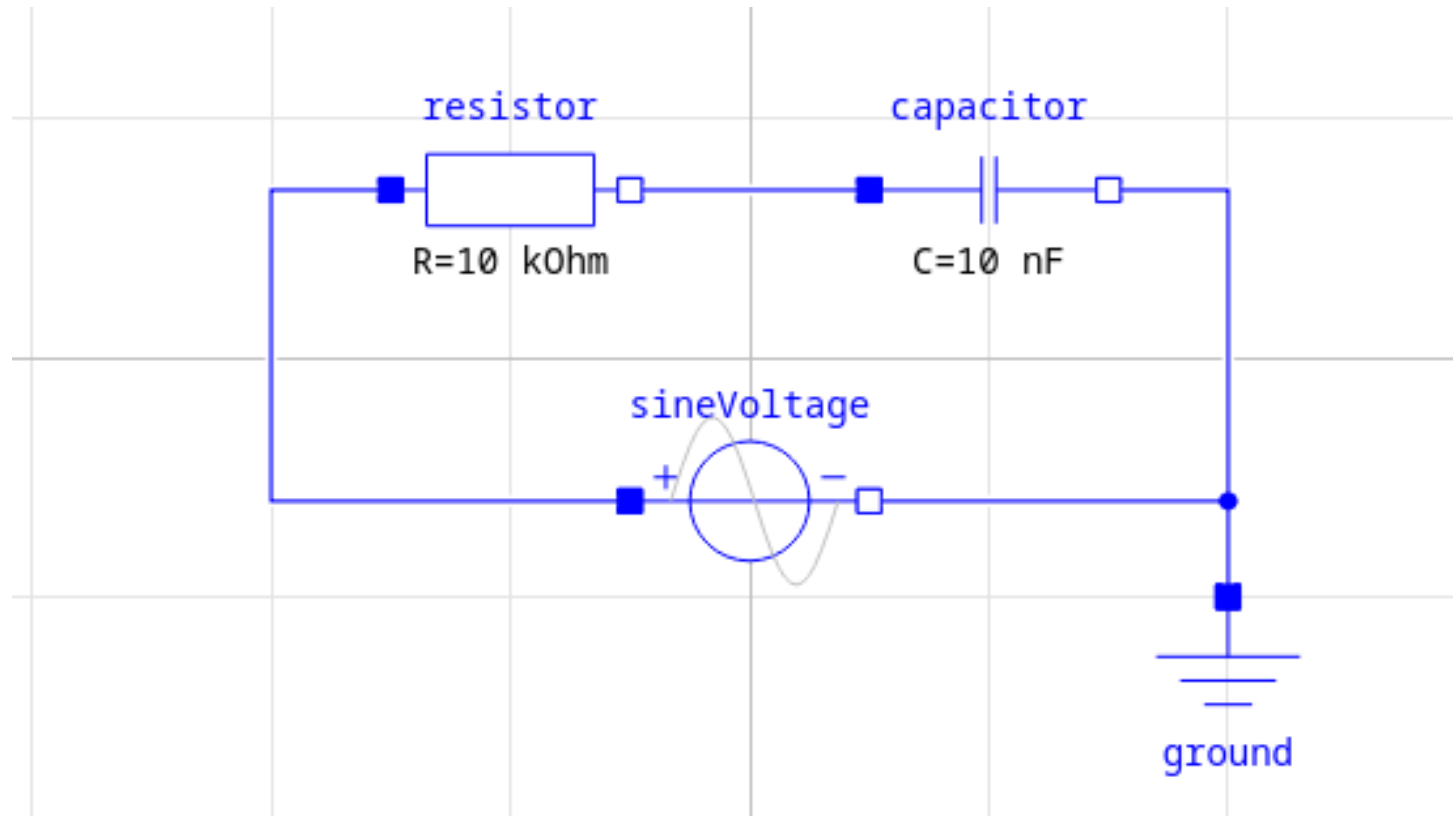 resistor
capacitor
R=10 kOhm
C=10 nF
sineVoltage
+
−
ground